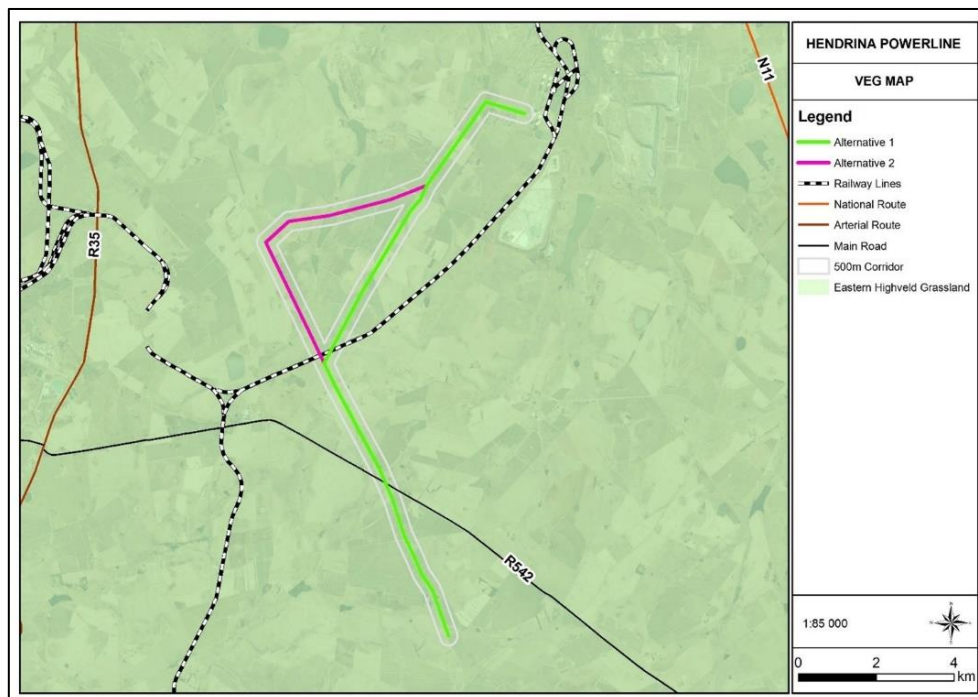 HENDRINA POWERLINE
VEG MAP
Legend
Alternative 1
Alternative 2
Railway Lines
National Route
Arterial Route
Main Road
500m Corridor
Eastern Highveld Grassland
1:85 000
0 2 4
km
N11
R35
R542